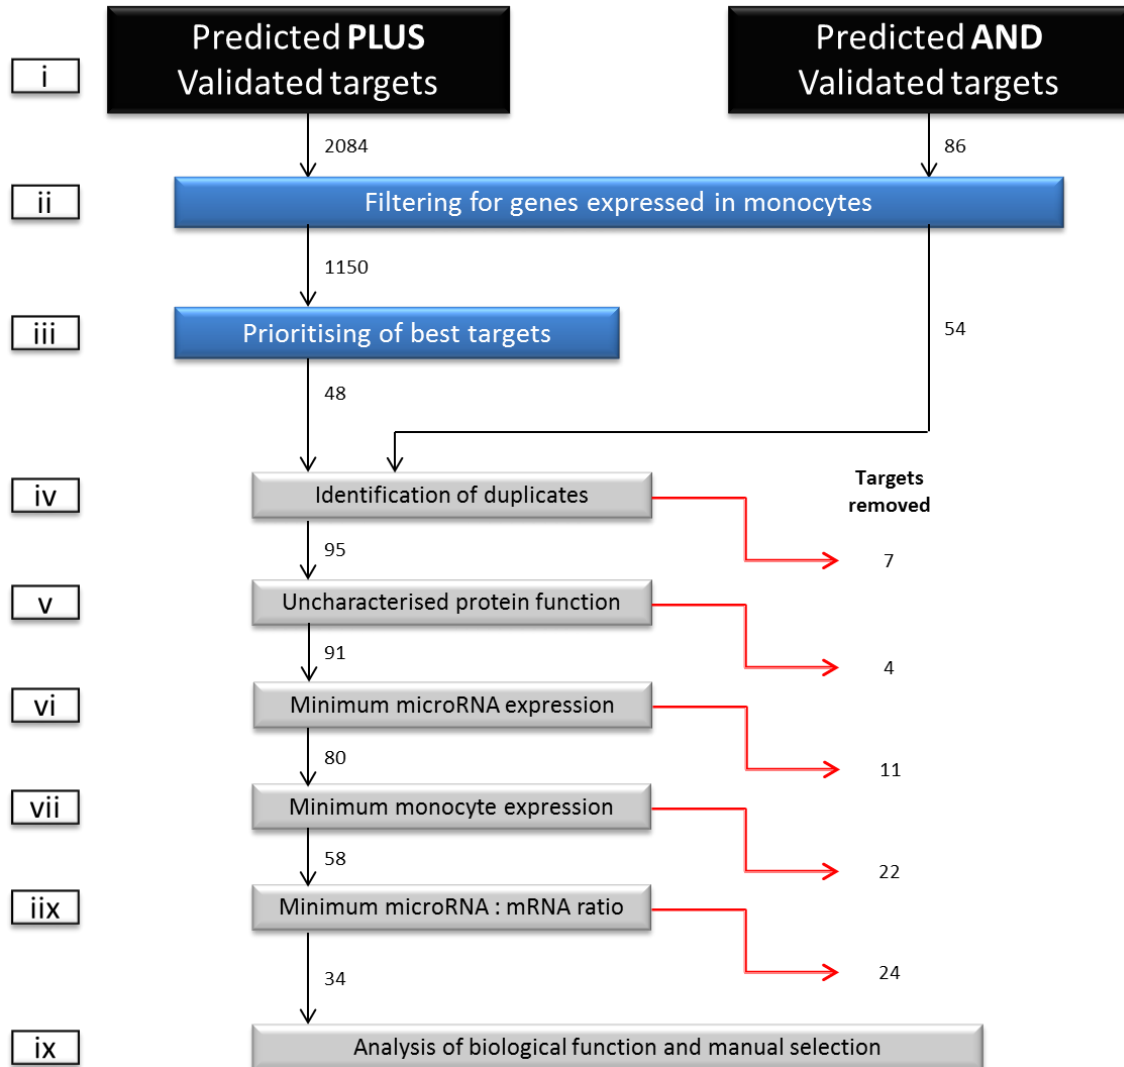 Predicted PLUS
Validated targets
Predicted AND
Validated targets
i
2084
86
ii
Filtering for genes expressed in monocytes
1150
iii
Prioritising of best targets
54
48
iv
Identification of duplicates
Targets
removed
95
7
v
Uncharacterised protein function
91
4
vi
Minimum microRNA expression
80
11
vii
Minimum monocyte expression
58
22
iix
Minimum microRNA : mRNA ratio
34
24
ix
Analysis of biological function and manual selection